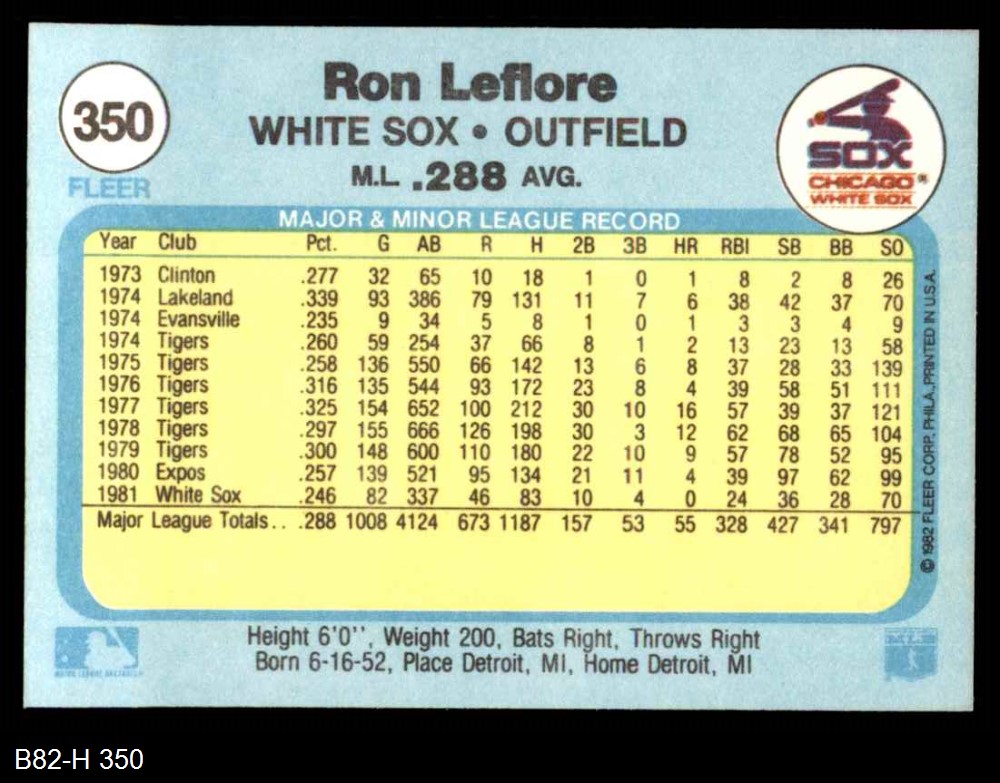 Ron Leflore
350
WHITE SOX • OUTFIELD
M.L. .288 AVG.
FLEER
SOX
CHICAGO
WHITE SOX
MAJOR & MINOR LEAGUE RECORD
Year Club Pct. G AB R H 2B 3B HR RBI SB BB SO
1973 Clinton .277 32 65 10 18 1 0 1 8 2 8 26
1974 Lakeland .339 93 386 79 131 11 7 6 38 42 37 70
1974 Evansville .235 9 34 5 8 1 0 1 3 3 4 9
1974 Tigers .260 59 254 37 66 8 1 2 13 23 13 58
1975 Tigers .258 136 550 66 142 13 6 8 37 28 33 139
1976 Tigers .316 135 544 93 172 23 8 4 39 58 51 111
1977 Tigers .325 154 652 100 212 30 10 16 57 39 37 121
1978 Tigers .297 155 666 126 198 30 3 12 62 68 65 104
1979 Tigers .300 148 600 110 180 22 10 9 57 78 52 95
1980 Expos .257 139 521 95 134 21 11 4 39 97 62 99
1981 White Sox .246 82 337 46 83 10 4 0 24 36 28 70
Major League Totals.. .288 1008 4124 673 1187 157 53 55 328 427 341 797
© 1982 FLEER CORP. PHILA., PRINTED IN U.S.A.
Height 6'0'', Weight 200, Bats Right, Throws Right
Born 6-16-52, Place Detroit, MI, Home Detroit, MI
B82-H 350